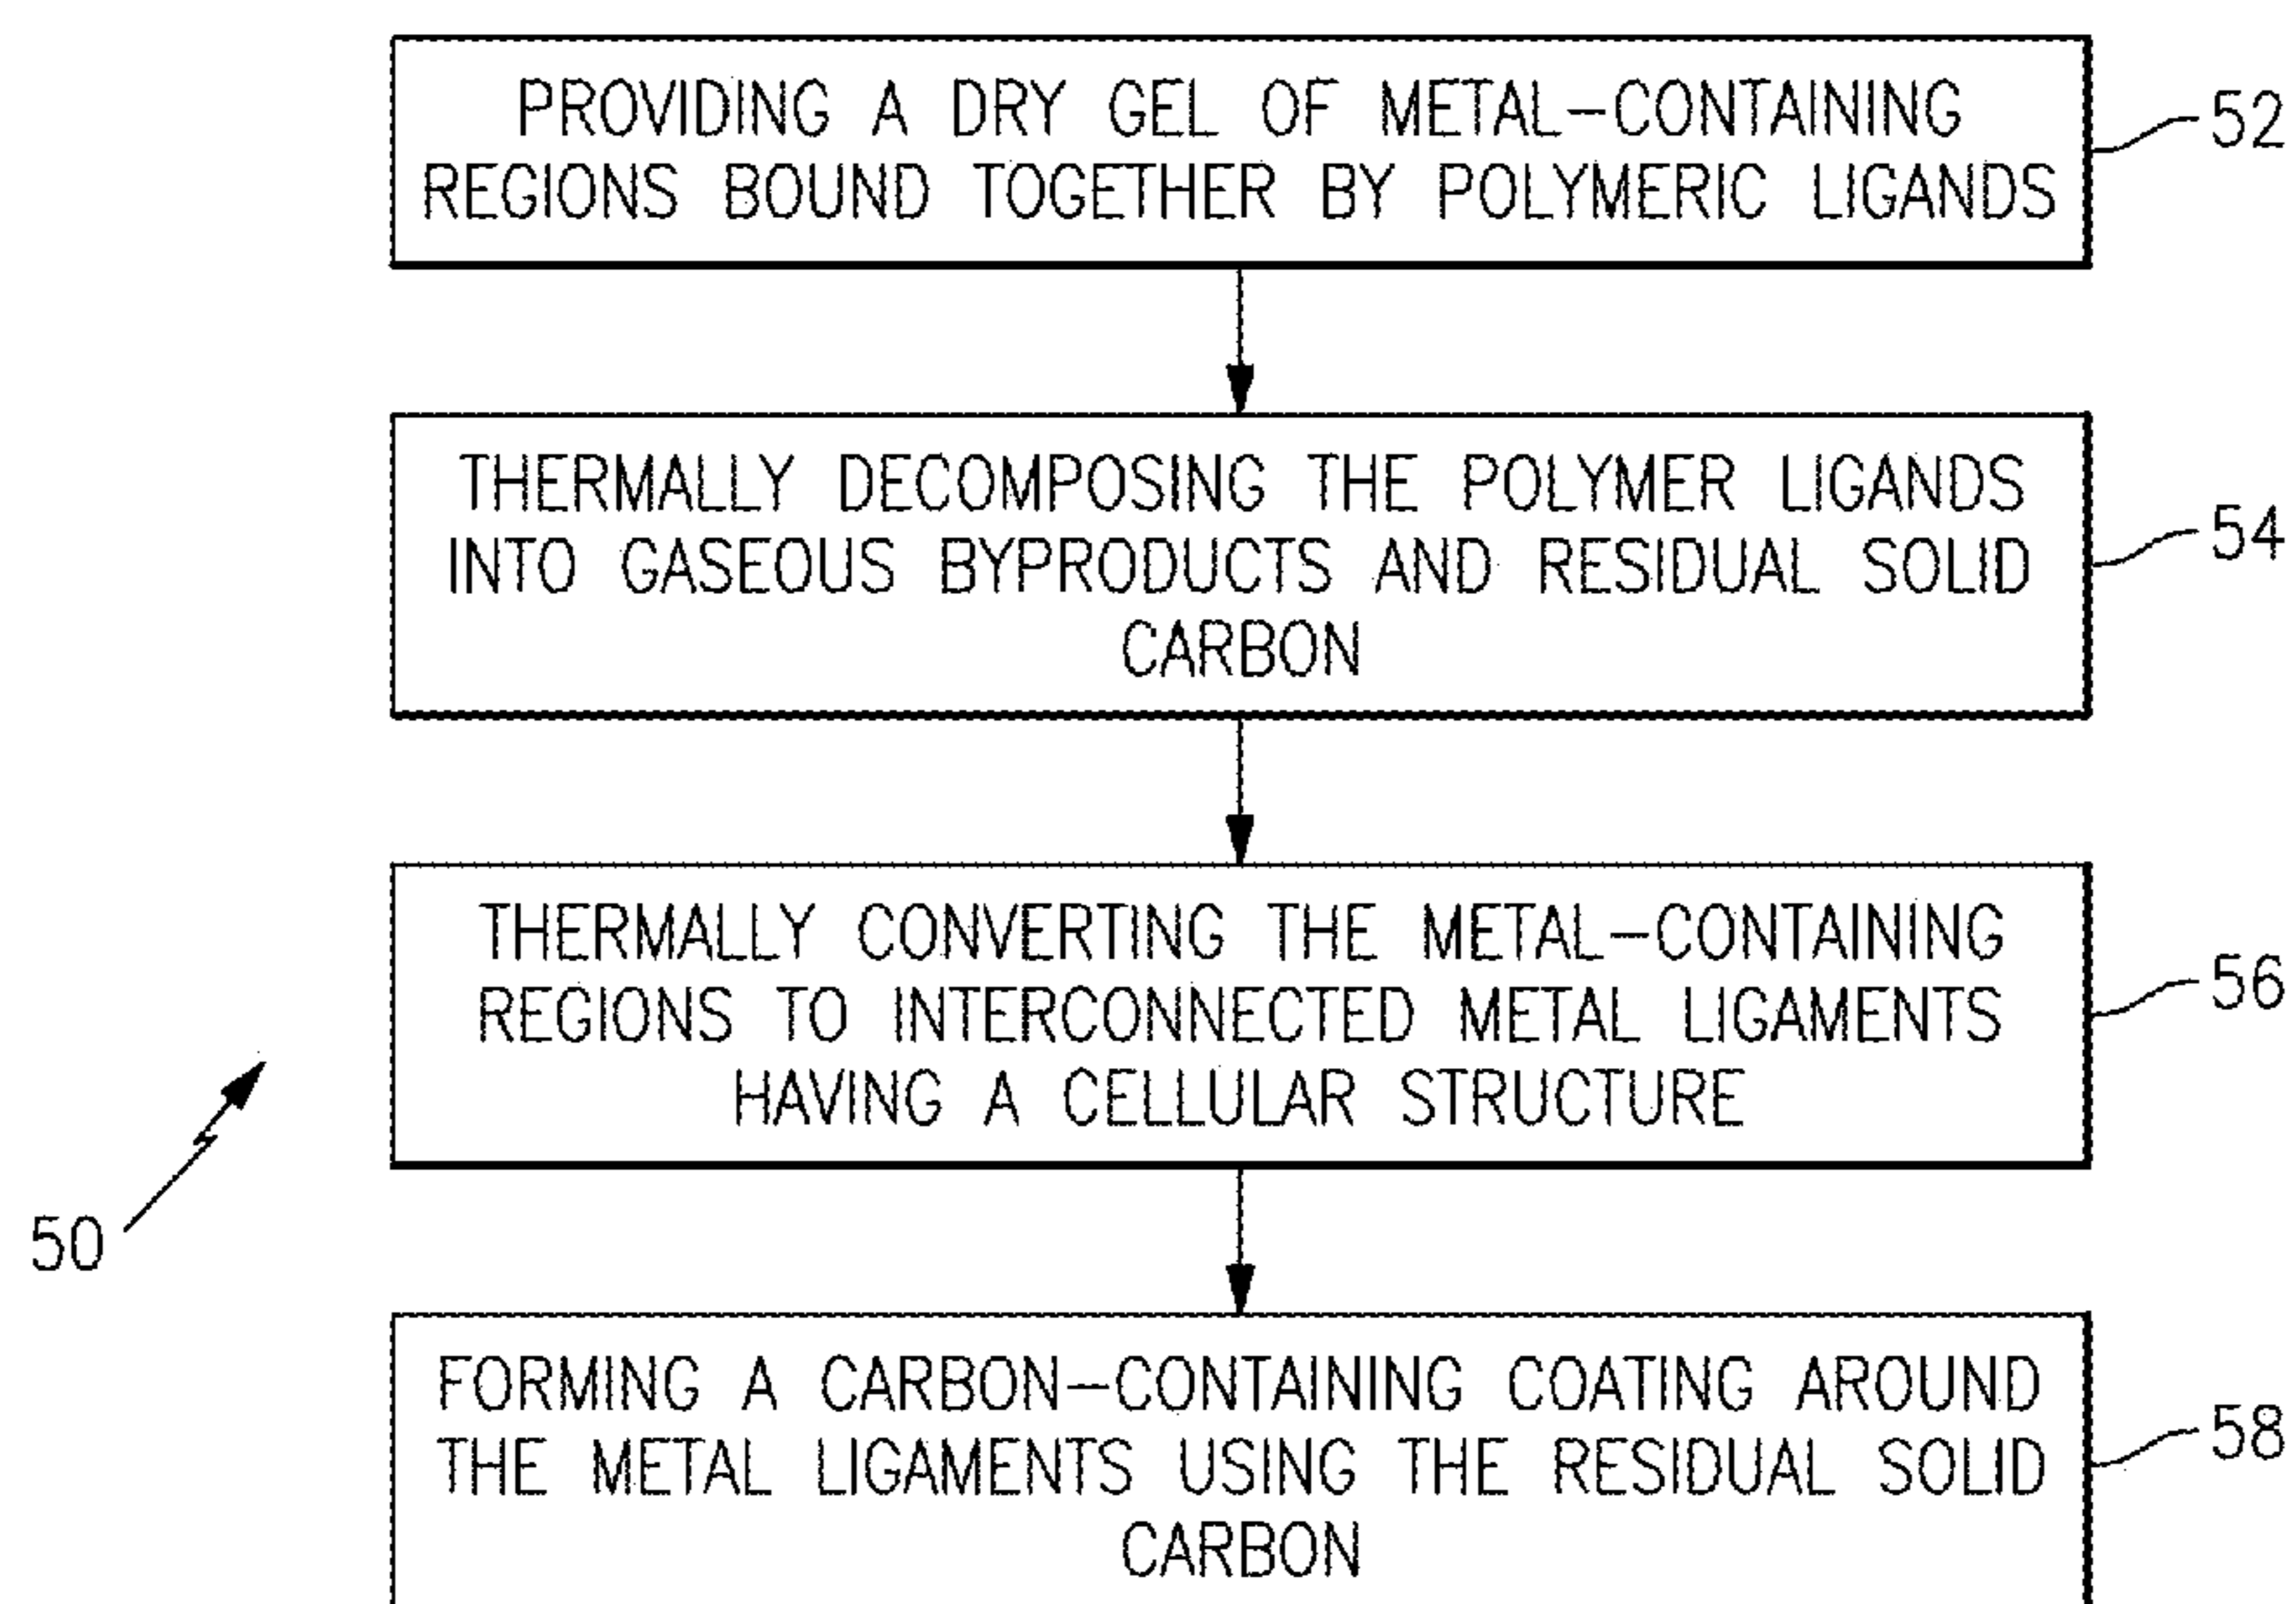 PROVIDING A DRY GEL OF METAL-CONTAINING
REGIONS BOUND TOGETHER BY POLYMERIC LIGANDS
52
THERMALLY DECOMPOSING THE POLYMER LIGANDS
INTO GASEOUS BYPRODUCTS AND RESIDUAL SOLID
CARBON
54
THERMALLY CONVERTING THE METAL-CONTAINING
REGIONS TO INTERCONNECTED METAL LIGAMENTS
HAVING A CELLULAR STRUCTURE
56
50
FORMING A CARBON-CONTAINING COATING AROUND
THE METAL LIGAMENTS USING THE RESIDUAL SOLID
CARBON
58